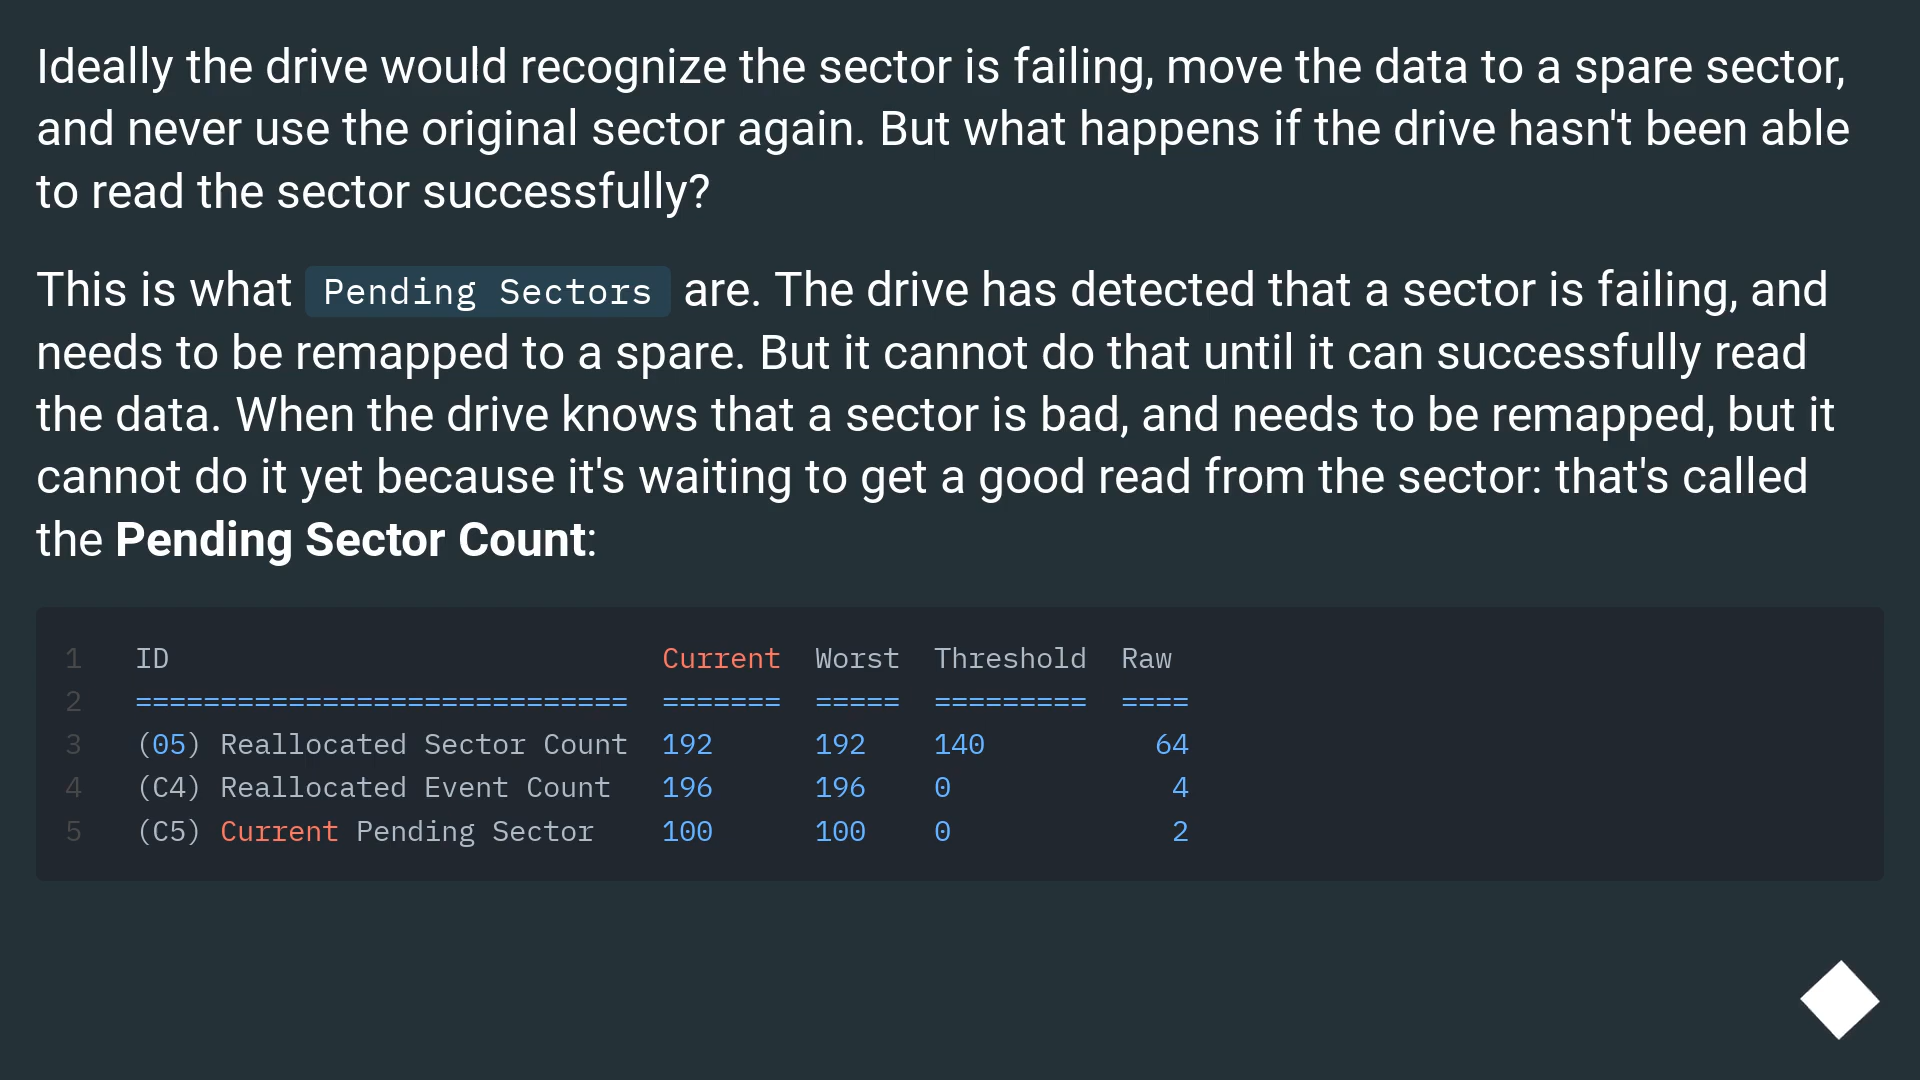 Ideally the drive would recognize the sector is failing, move the data to a spare sector,
and never use the original sector again. But what happens if the drive hasn't been able
to read the sector successfully?
This is what Pending Sectors are. The drive has detected that a sector is failing, and
needs to be remapped to a spare. But it cannot do that until it can successfully read
the data. When the drive knows that a sector is bad, and needs to be remapped, but it
cannot do it yet because it's waiting to get a good read from the sector: that's called
the Pending Sector Count:
1 ID Current Worst Threshold Raw
2 ============================= ======= ===== ========= ====
3 (05) Reallocated Sector Count 192 192 140 64
4 (C4) Reallocated Event Count 196 196 0 4
5 (C5) Current Pending Sector 100 100 0 2